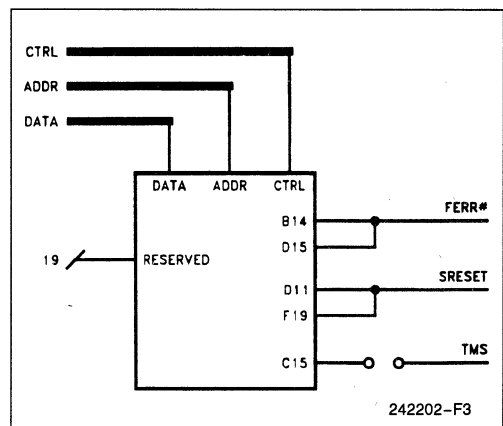 CTRL
ADDR
DATA
DATA ADDR CTRL
B14 FERR#
D15
19 RESERVED
D11 SRESET
F19
C15 TMS
242202-F3